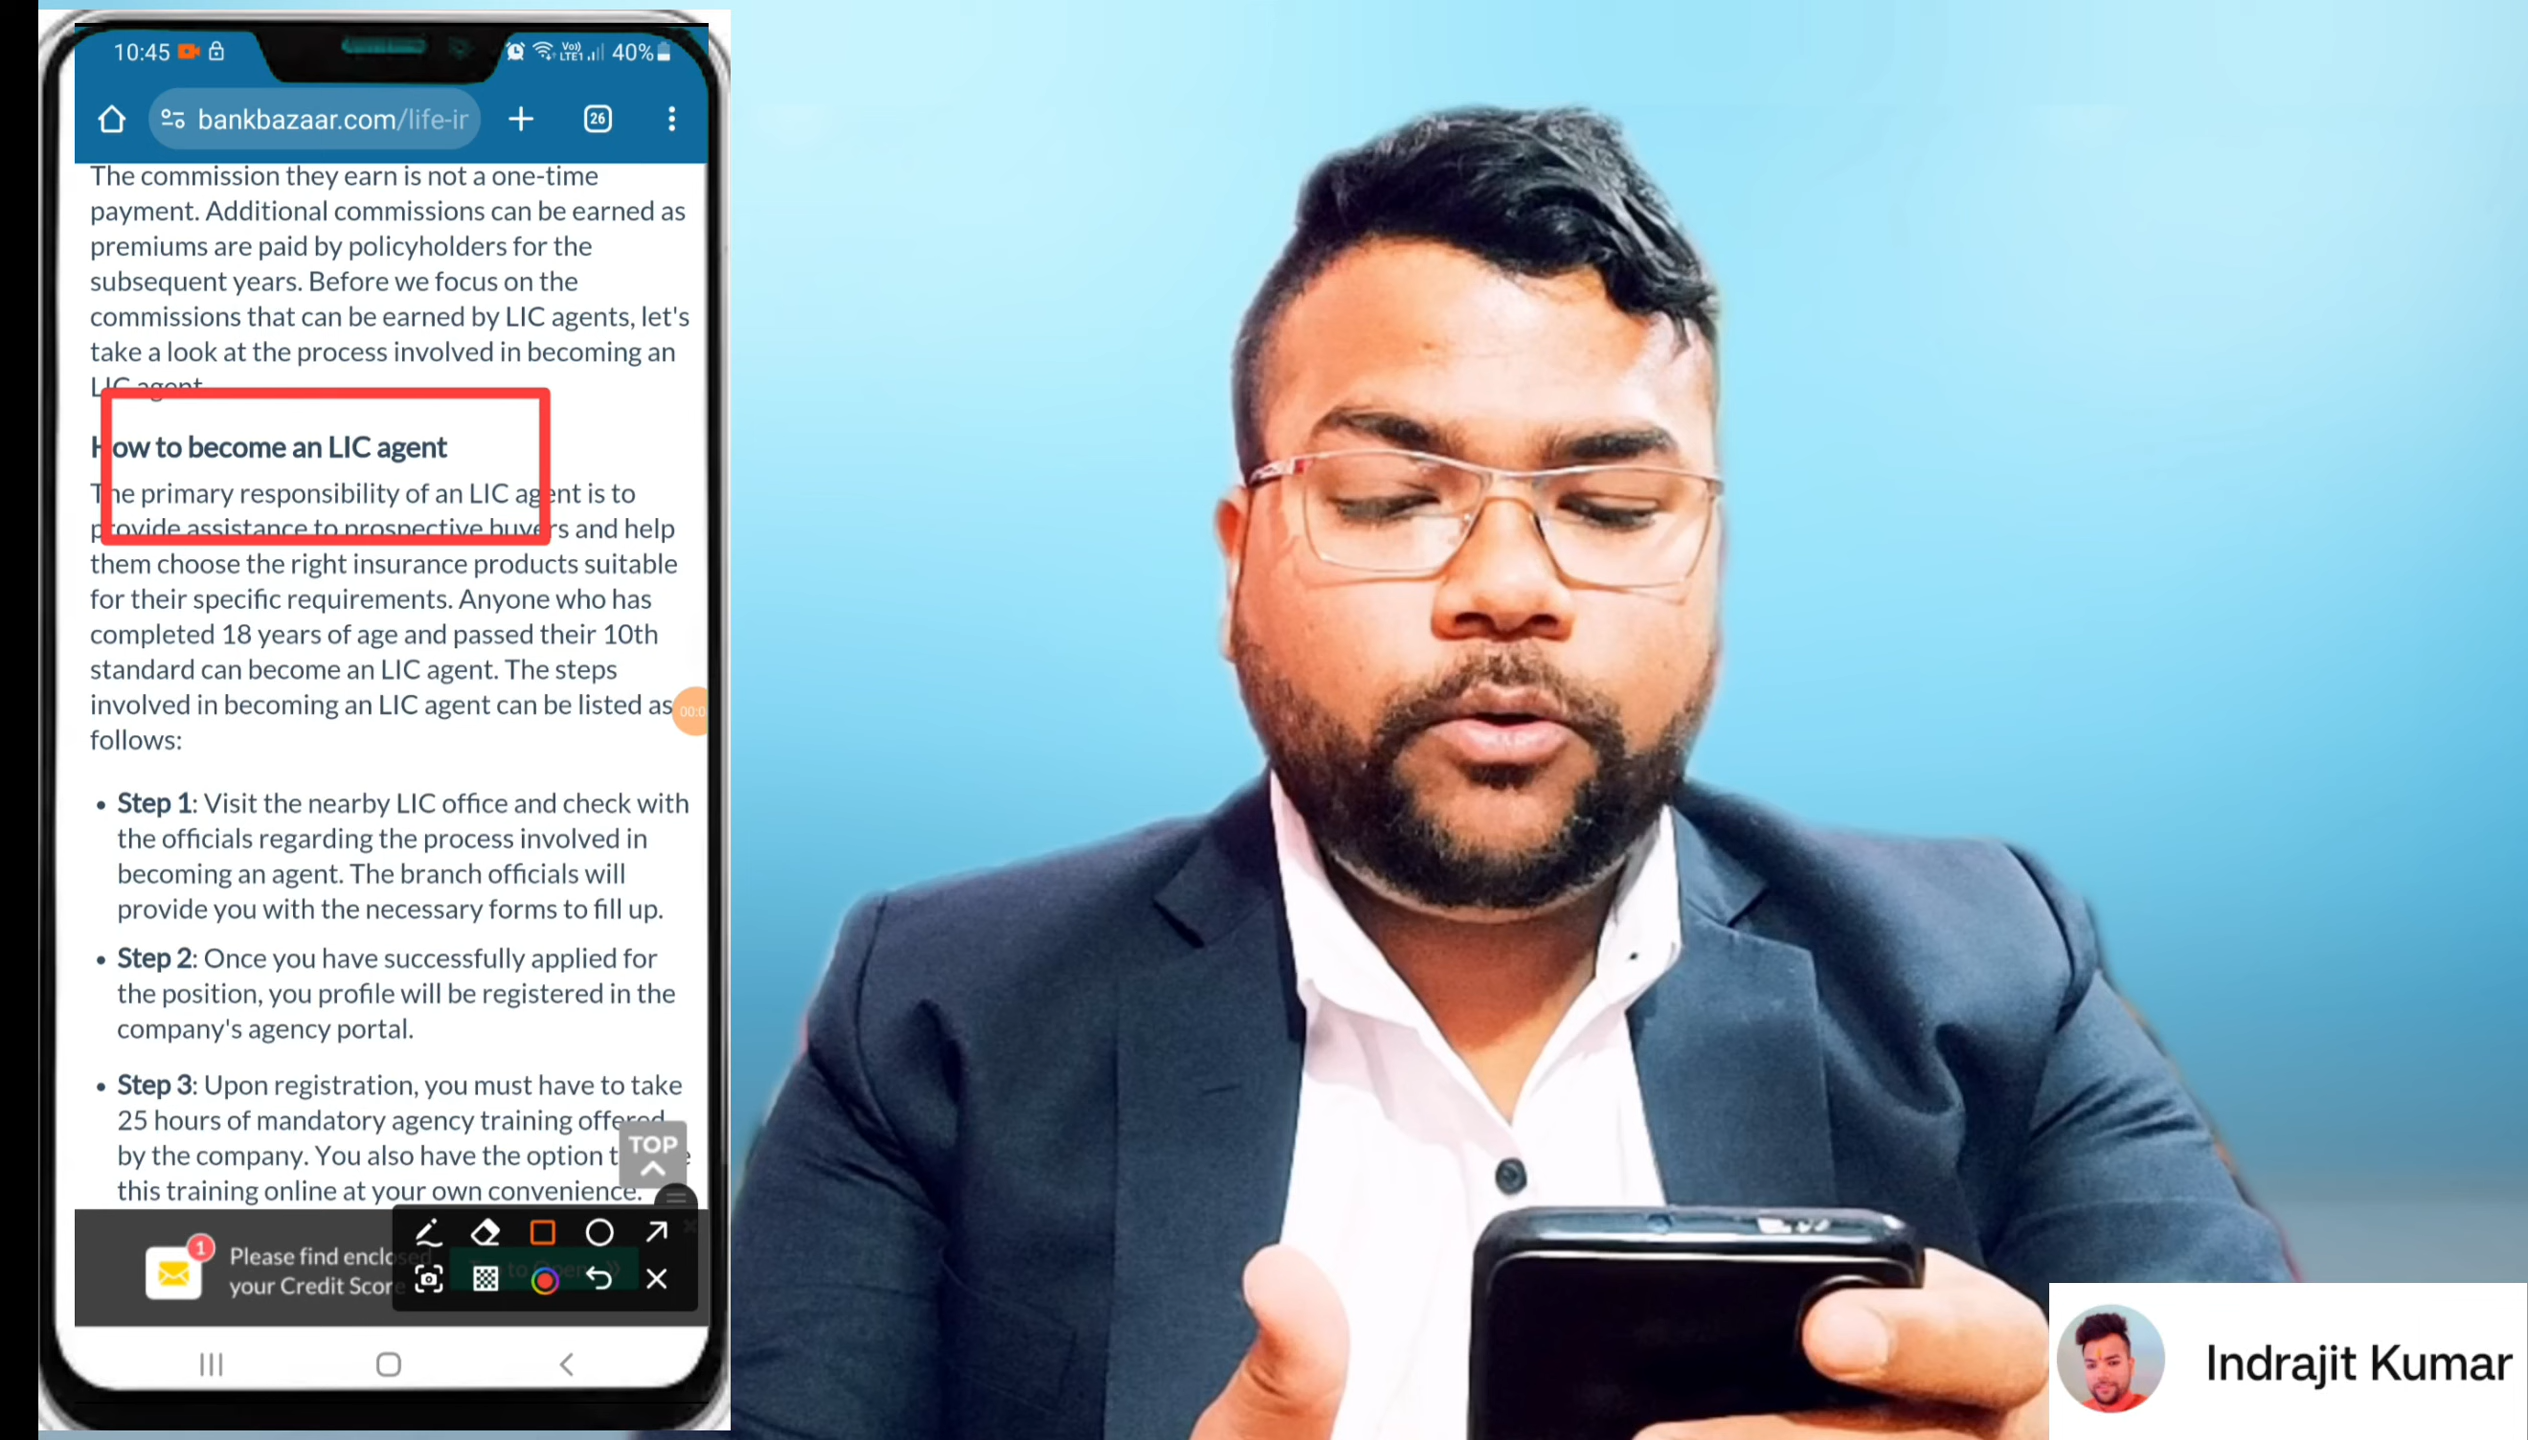 10:45
Vo)) LTE1 40%
bankbazaar.com/life-ir
26
The commission they earn is not a one-time
payment. Additional commissions can be earned as
premiums are paid by policyholders for the
subsequent years. Before we focus on the
commissions that can be earned by LIC agents, let's
take a look at the process involved in becoming an
LIC agent.
How to become an LIC agent
The primary responsibility of an LIC agent is to
provide assistance to prospective buyers and help
them choose the right insurance products suitable
for their specific requirements. Anyone who has
completed 18 years of age and passed their 10th
standard can become an LIC agent. The steps
involved in becoming an LIC agent can be listed as
00:0
follows:
• Step 1: Visit the nearby LIC office and check with
the officials regarding the process involved in
becoming an agent. The branch officials will
provide you with the necessary forms to fill up.
• Step 2: Once you have successfully applied for
the position, you profile will be registered in the
company's agency portal.
• Step 3: Upon registration, you must have to take
25 hours of mandatory agency training offered
by the company. You also have the option
this training online at your own convenience.
TOP
1
Please find enclosed
your Credit Score
Indrajit Kumar